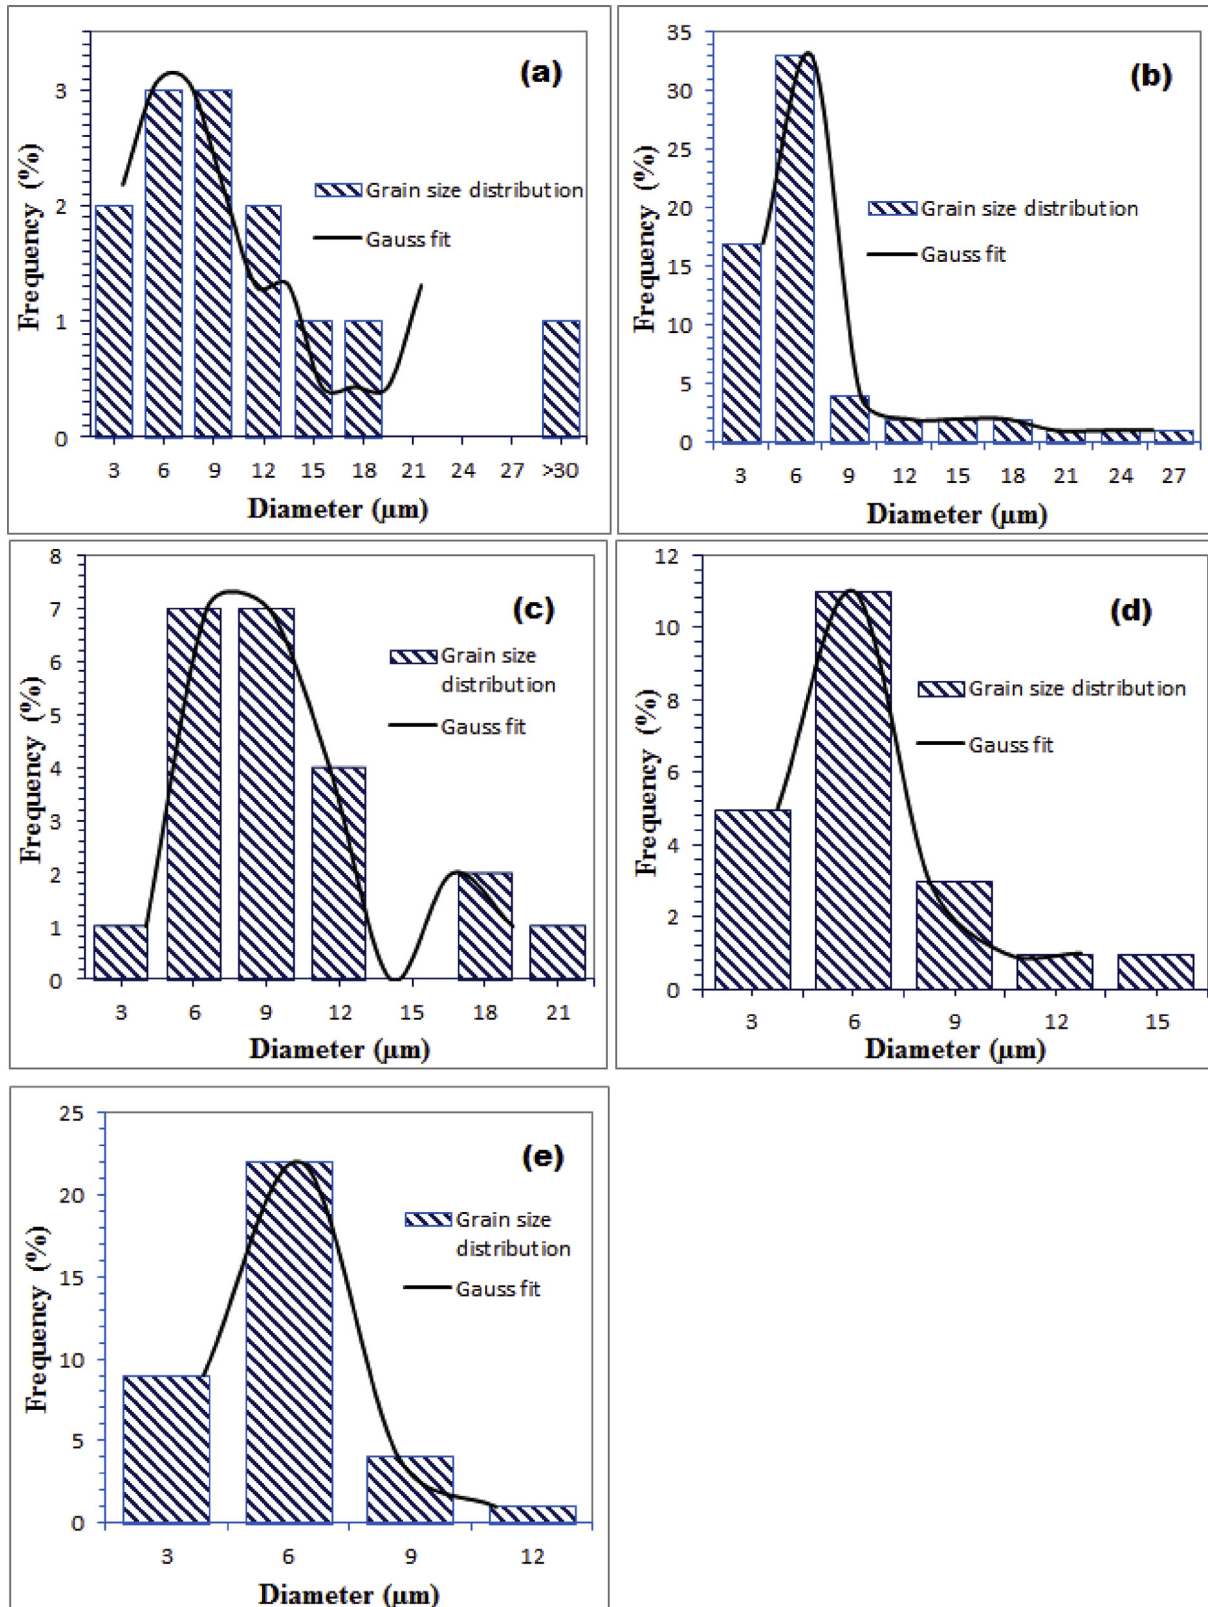 (a)
Frequency (%)
3
2
1
0
Grain size distribution
Gauss fit
3 6 9 12 15 18 21 24 27 >30
Diameter (µm)
(b)
Frequency (%)
35
30
25
20
15
10
5
0
Grain size distribution
Gauss fit
3 6 9 12 15 18 21 24 27
Diameter (µm)
(c)
Frequency (%)
8
7
6
5
4
3
2
1
0
Grain size
distribution
Gauss fit
3 6 9 12 15 18 21
Diameter (µm)
(d)
Frequency (%)
12
10
8
6
4
2
0
Grain size distribution
Gauss fit
3 6 9 12 15
Diameter (µm)
(e)
Frequency (%)
25
20
15
10
5
0
Grain size
distribution
Gauss fit
3 6 9 12
Diameter (µm)